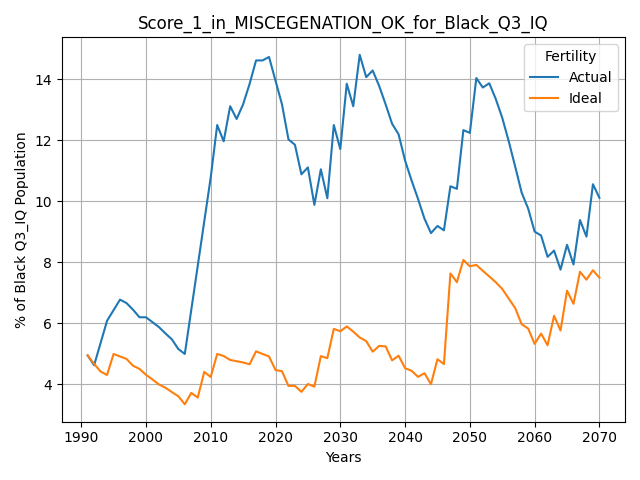 Score_1_in_MISCEGENATION_OK_for_Black_Q3_IQ
Fertility
Actual
Ideal
% of Black Q3_IQ Population
14
12
10
8
6
4
1990 2000 2010 2020 2030 2040 2050 2060 2070
Years